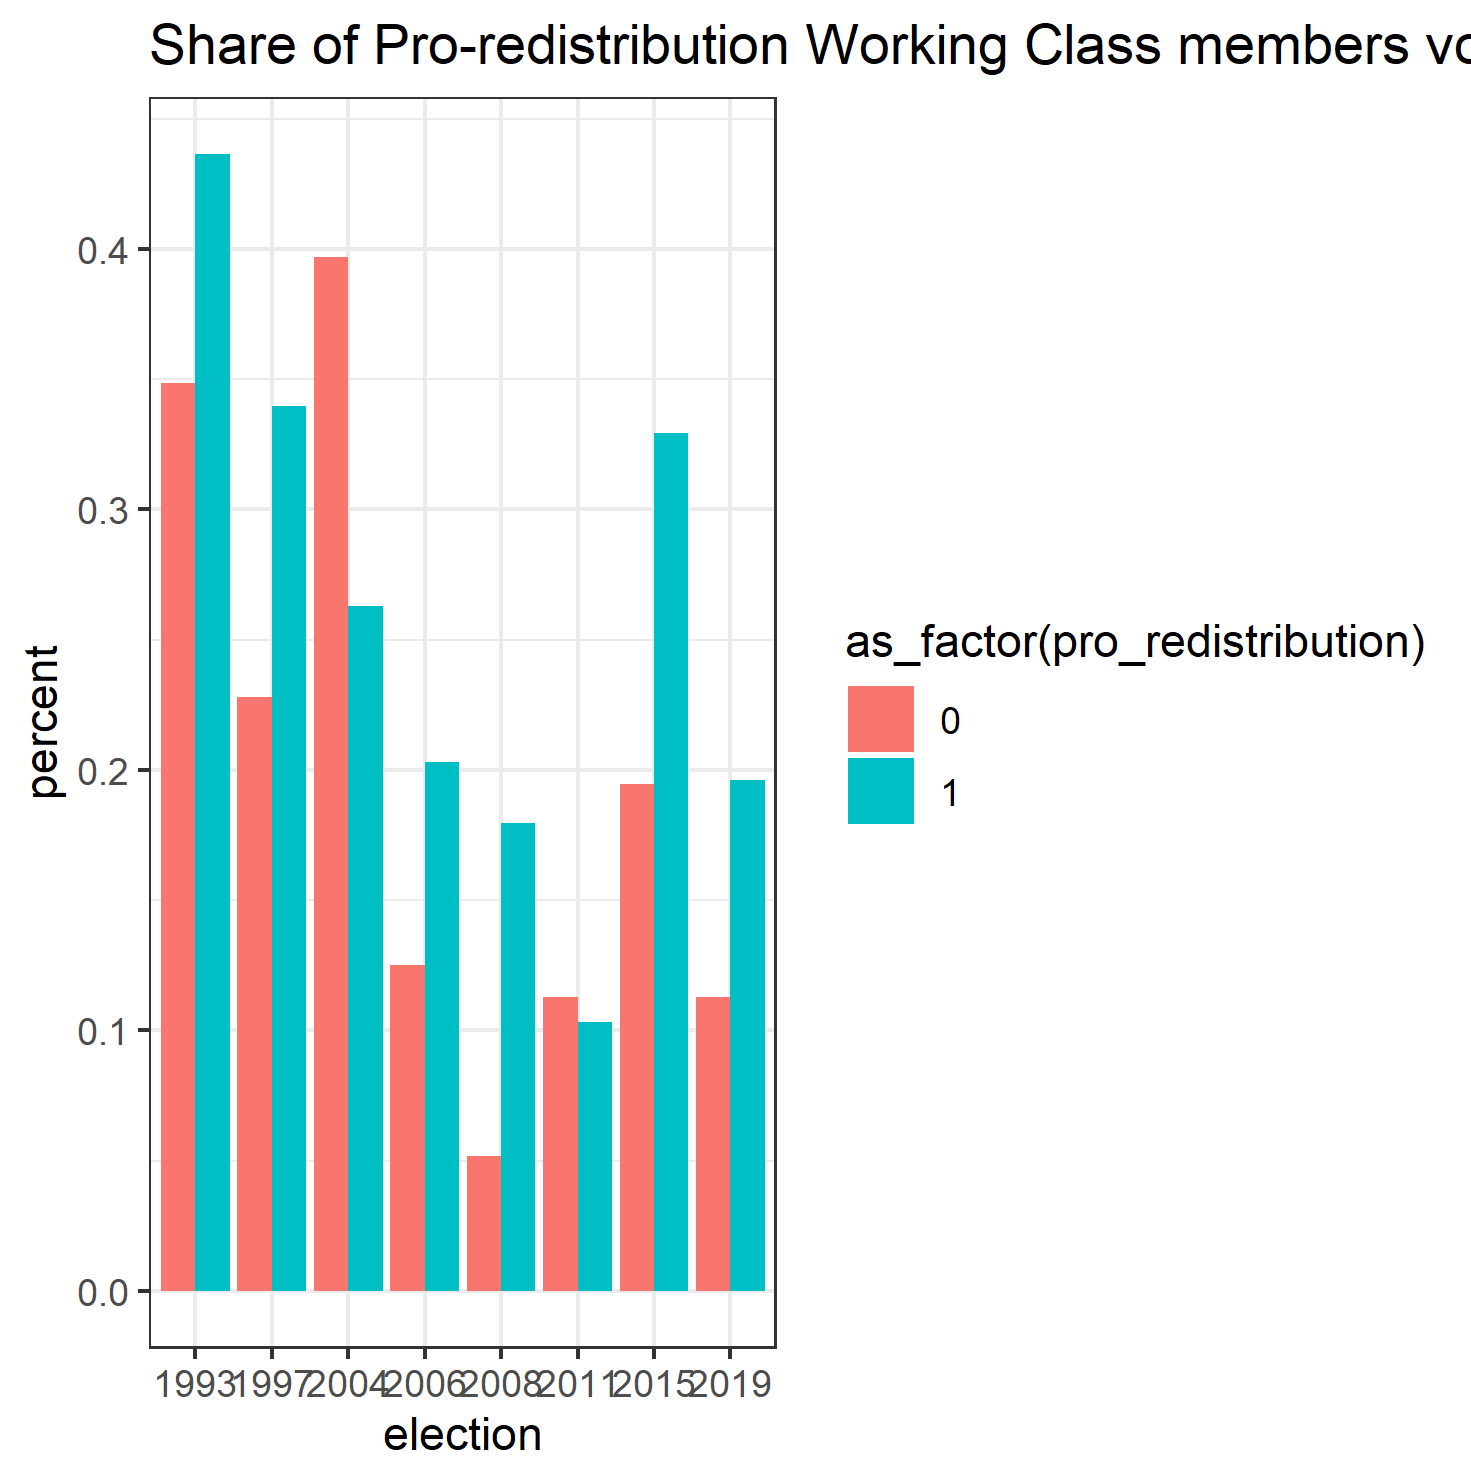 Share of Pro-redistribution Working Class members
percent
0.4
0.3
0.2
0.1
0.0
1993 1997 2004 2006 2008 2011 2015 2019
election
as_factor(pro_redistribution)
0
1